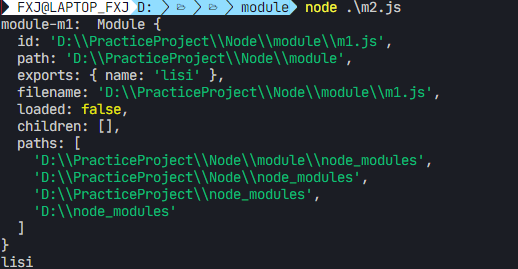 FXJ@LAPTOP_FXJ D: module node .\m2.js
module-m1:  Module {
  id: 'D:\\PracticeProject\\Node\\module\\m1.js',
  path: 'D:\\PracticeProject\\Node\\module',
  exports: { name: 'lisi' },
  filename: 'D:\\PracticeProject\\Node\\module\\m1.js',
  loaded: false,
  children: [],
  paths: [
    'D:\\PracticeProject\\Node\\module\\node_modules',
    'D:\\PracticeProject\\Node\\node_modules',
    'D:\\PracticeProject\\node_modules',
    'D:\\node_modules'
  ]
}
lisi